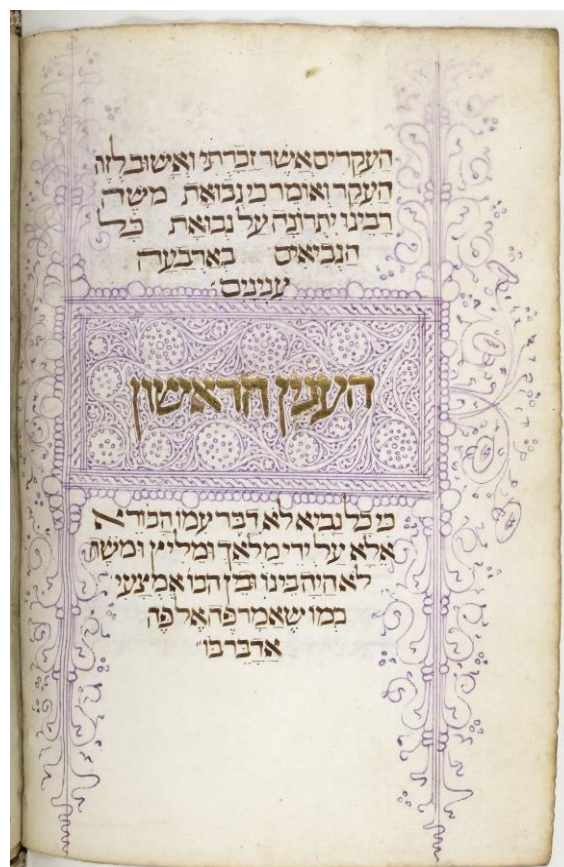 העקרים אשר זכרתי ואשוב לזה
העקר ואומר כי נבואת משה
רבינו יתרונה על נבואת כל
הנביאים בארבעה
ענינים
הענין הראשון
כי כל נביא לא דבר עמו הבורא
אלא על ידי מלאך ומליץ ומשה
לא היה בינו ובין הבו אמצעי
כמו שאמר פה אל פה
אדבר בו